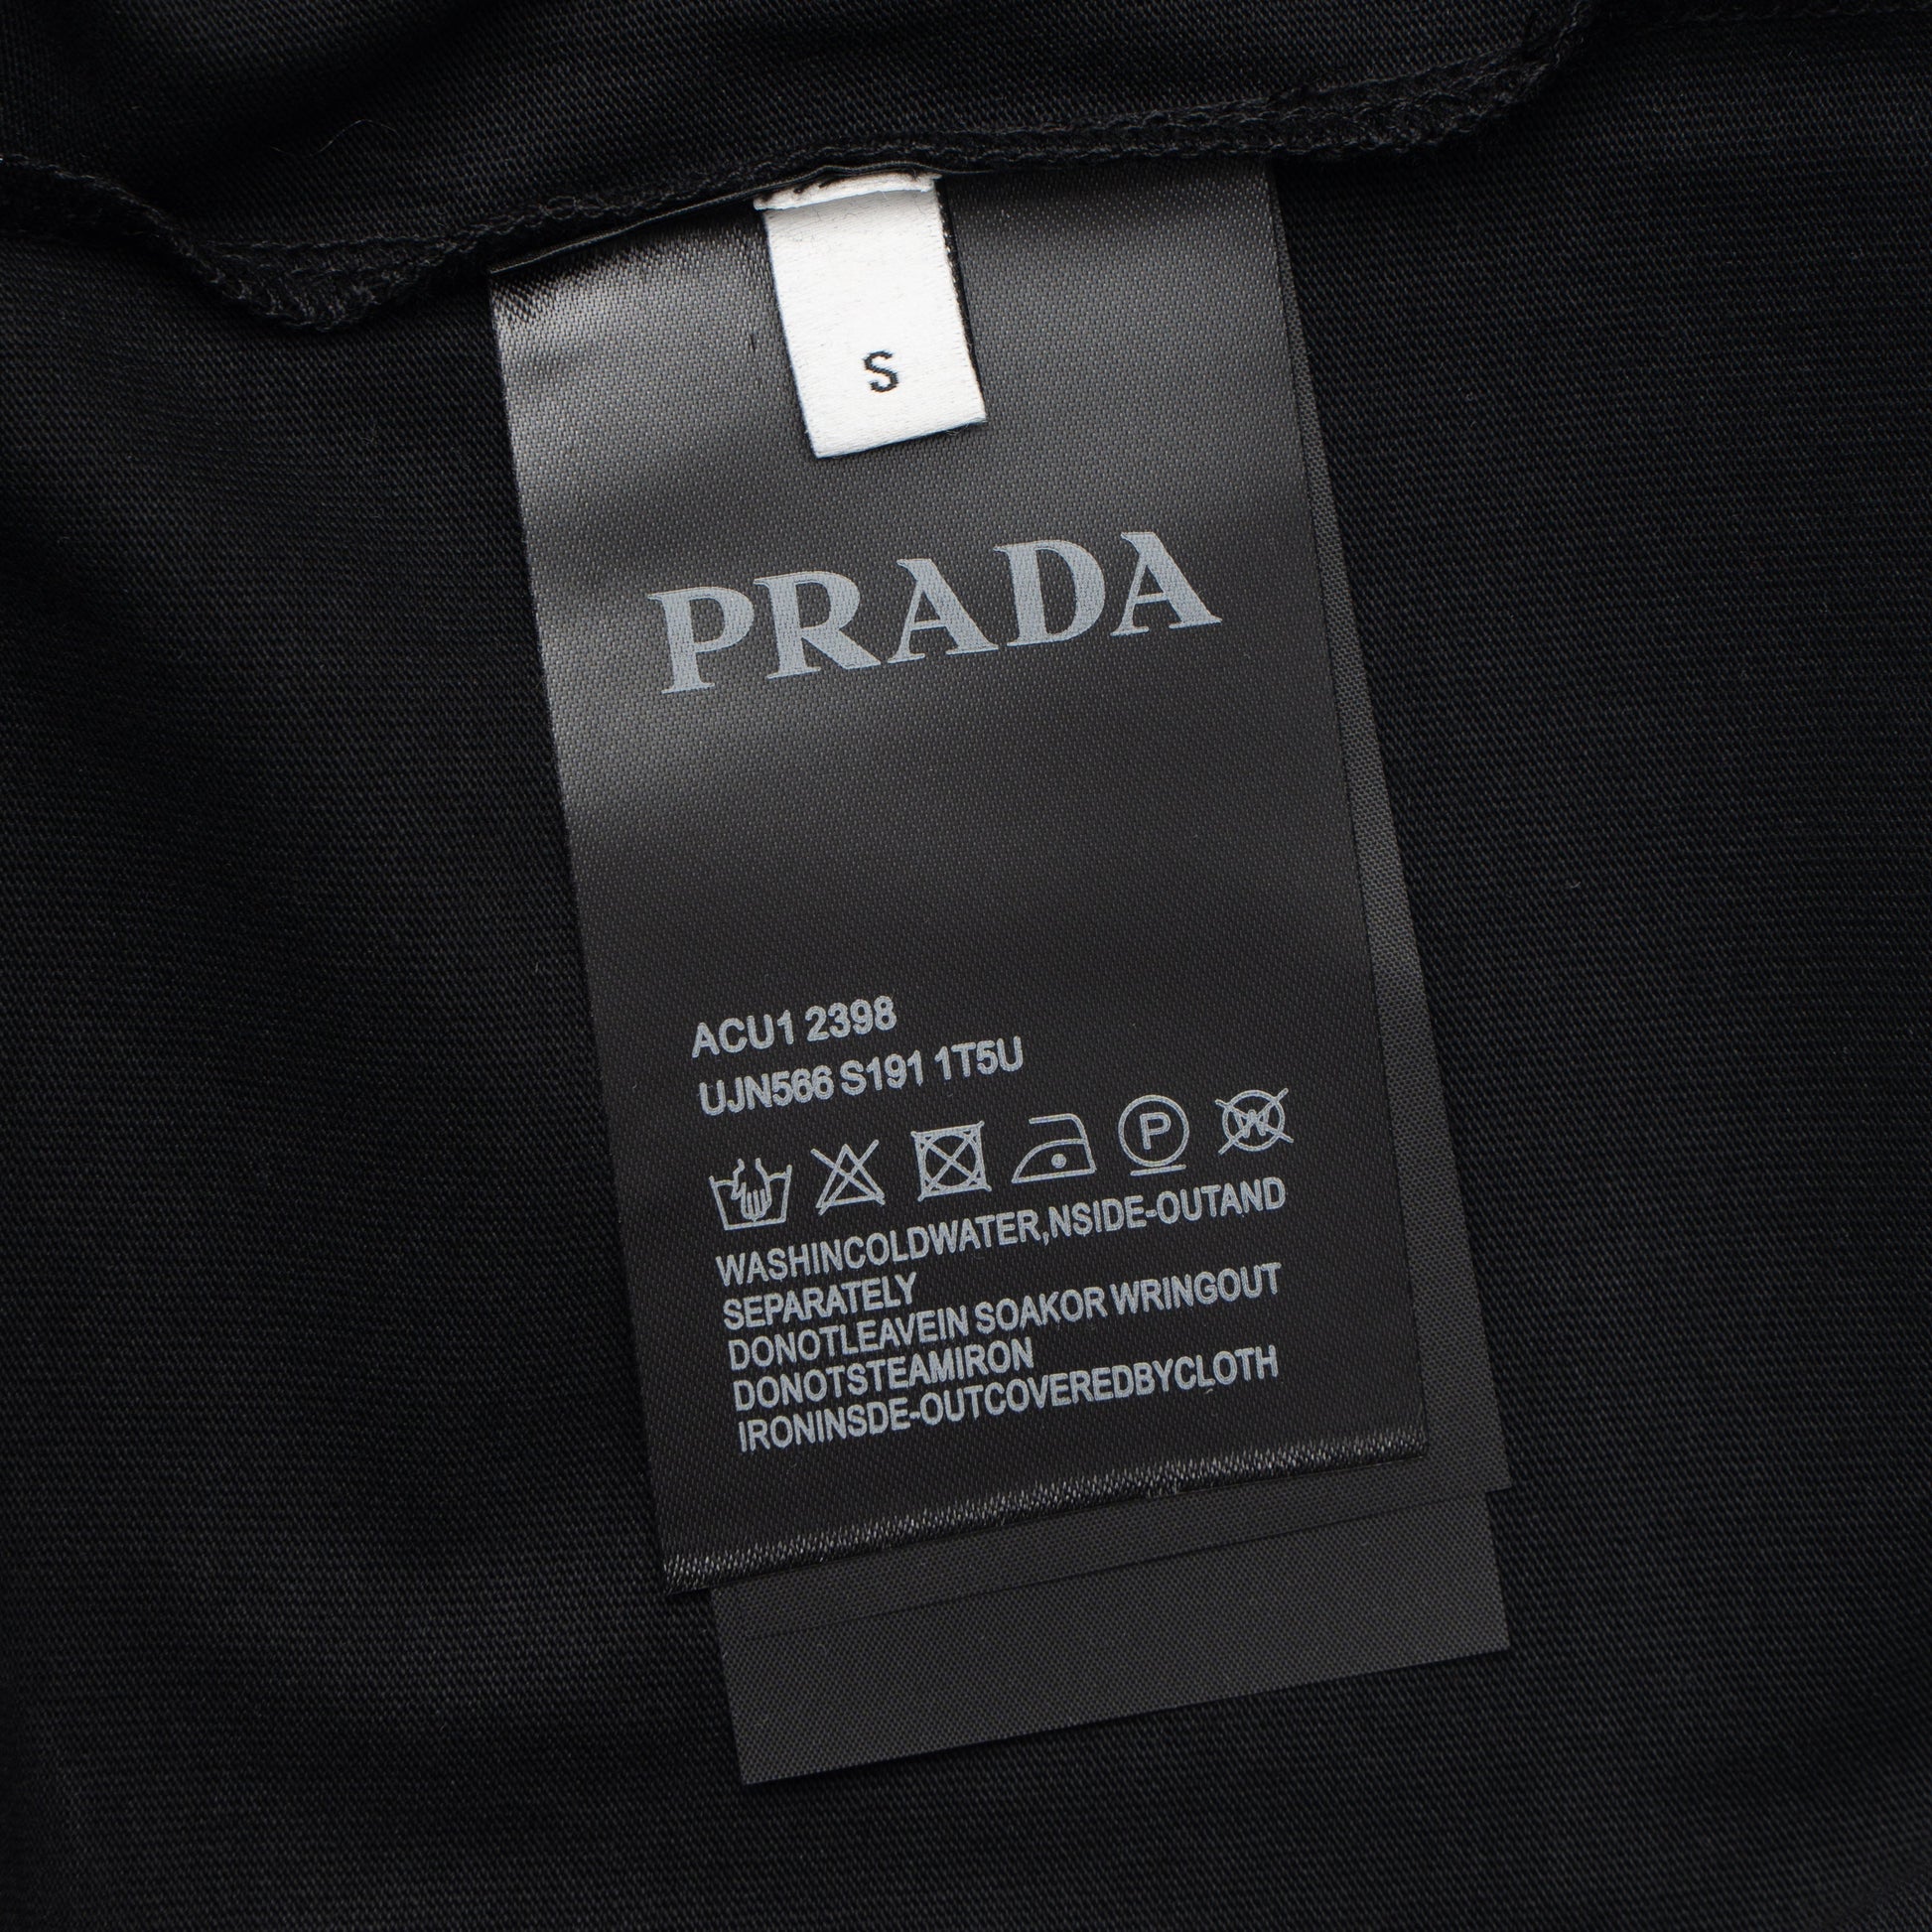 S
PRADA
ACU1 2398
UJN566 S191 1T5U
P
W
WASHINCOLDWATER,NSIDE-OUTAND
SEPARATELY
DONOTLEAVEIN SOAKOR WRINGOUT
DONOTSTEAMIRON
IRONINSDE-OUTCOVEREDBYCLOTH